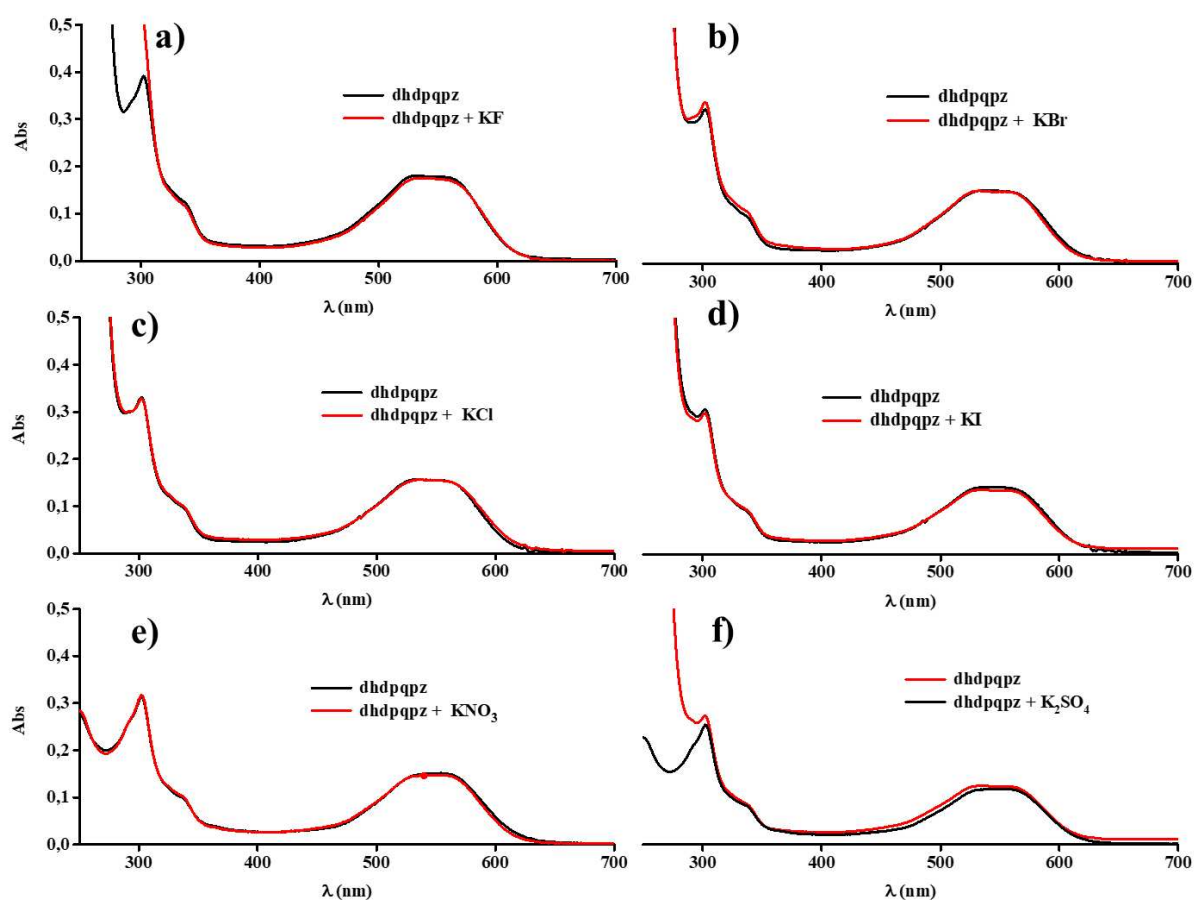 a)
0,5
0,4
0,3
0,2
0,1
0,0
Abs
dhdpqpz
dhdpqpz + KF
300 400 500 600 700
λ (nm)
b)
dhdpqpz
dhdpqpz + KBr
300 400 500 600 700
λ (nm)
c)
0,5
0,4
0,3
0,2
0,1
0,0
Abs
dhdpqpz
dhdpqpz + KCl
300 400 500 600 700
λ (nm)
d)
dhdpqpz
dhdpqpz + KI
300 400 500 600 700
λ (nm)
e)
0,5
0,4
0,3
0,2
0,1
0,0
Abs
dhdpqpz
dhdpqpz + KNO₃
300 400 500 600 700
λ (nm)
f)
dhdpqpz
dhdpqpz + K₂SO₄
300 400 500 600 700
λ (nm)